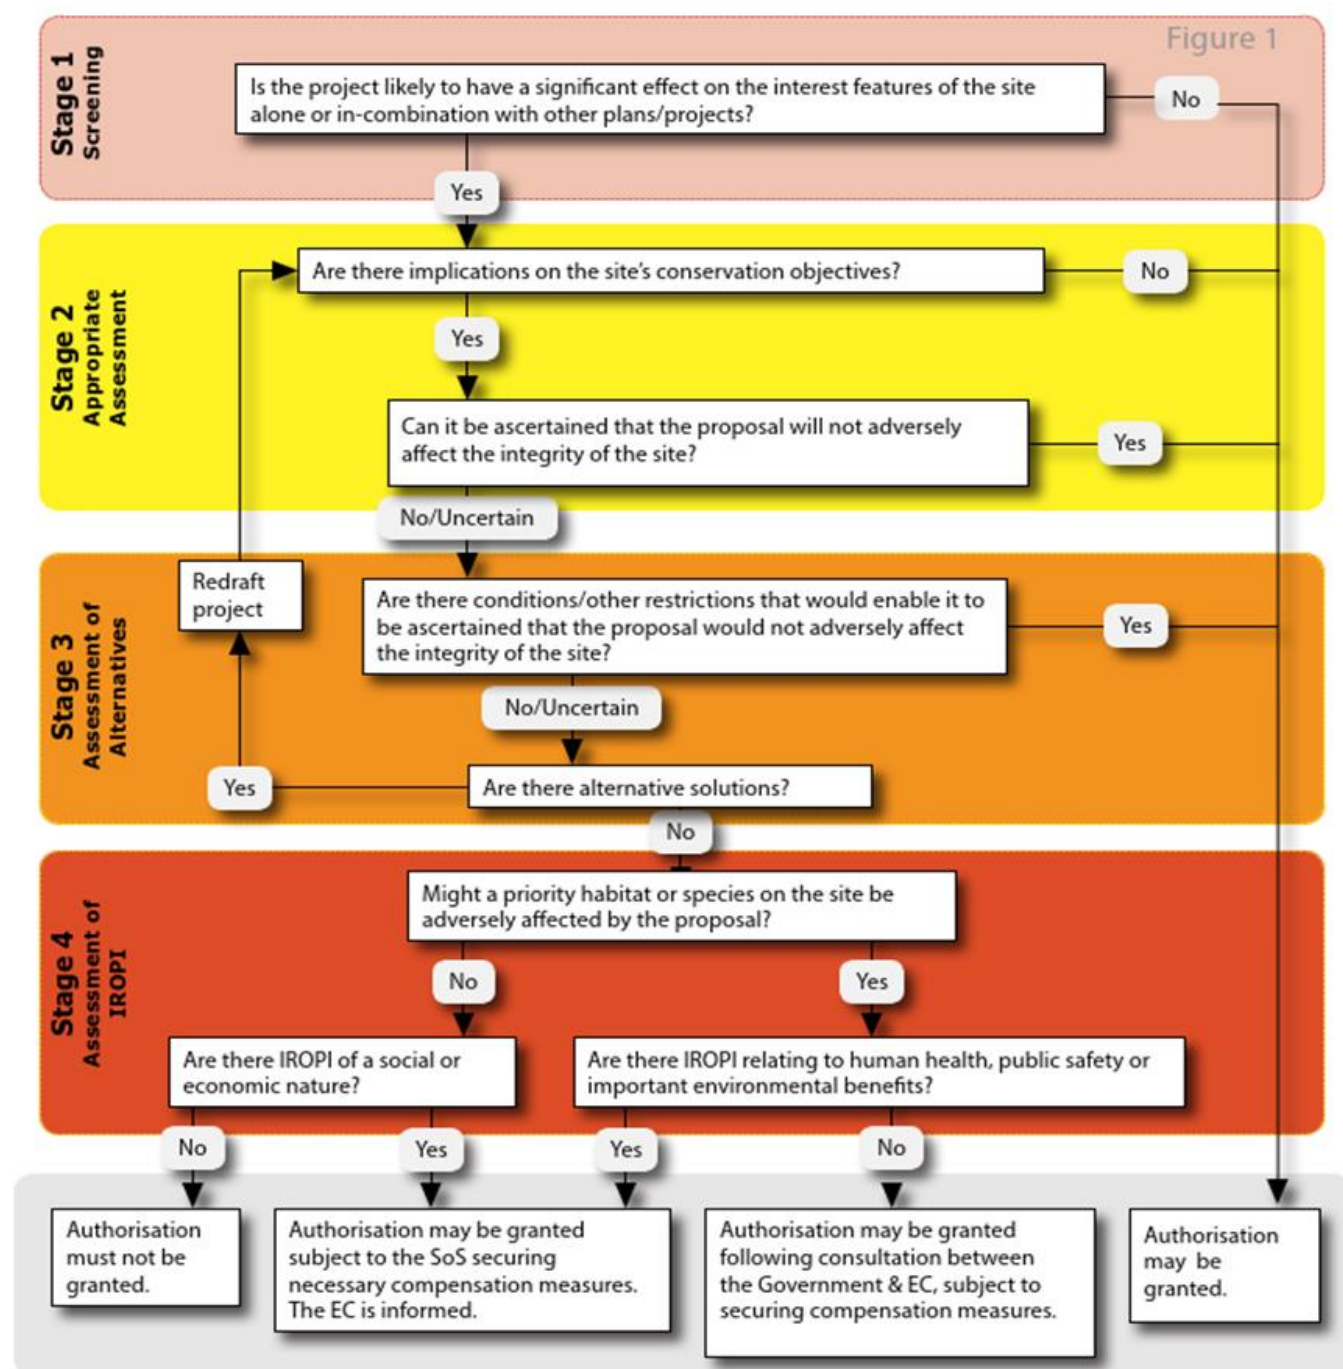 Figure 1
Stage 1
Screening
Is the project likely to have a significant effect on the interest features of the site
alone or in-combination with other plans/projects?
No
Yes
Stage 2
Appropriate
Assessment
Are there implications on the site's conservation objectives?
No
Yes
Can it be ascertained that the proposal will not adversely
affect the integrity of the site?
Yes
No/Uncertain
Stage 3
Assessment of
Alternatives
Redraft
project
Are there conditions/other restrictions that would enable it to
be ascertained that the proposal would not adversely affect
the integrity of the site?
Yes
No/Uncertain
Are there alternative solutions?
Yes
No
Stage 4
Assessment of
IROPI
Might a priority habitat or species on the site be
adversely affected by the proposal?
No
Yes
Are there IROPI of a social or
economic nature?
Are there IROPI relating to human health, public safety or
important environmental benefits?
No
Yes
Yes
No
Authorisation
must not be
granted.
Authorisation may be granted
subject to the SoS securing
necessary compensation measures.
The EC is informed.
Authorisation may be granted
following consultation between
the Government & EC, subject to
securing compensation measures.
Authorisation
may be
granted.